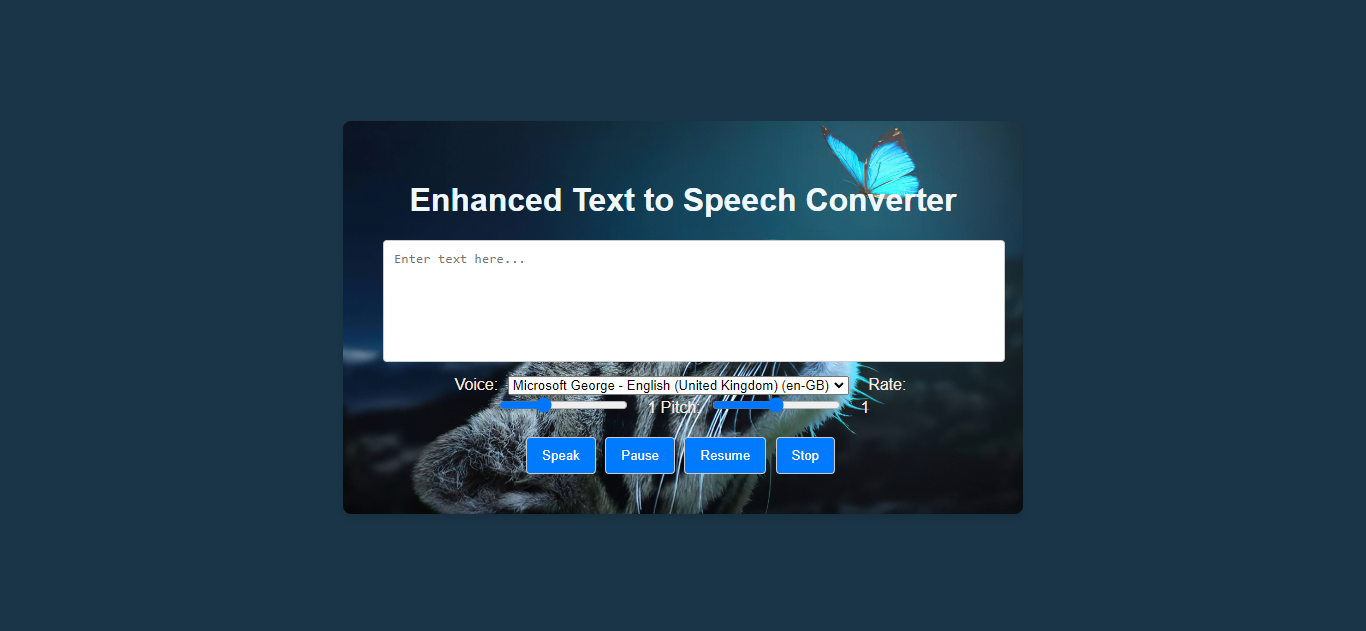 Enhanced Text to Speech Converter
Enter text here...
Voice: Microsoft George - English (United Kingdom) (en-GB) Rate:
1 Pitch: 1
Speak Pause Resume Stop